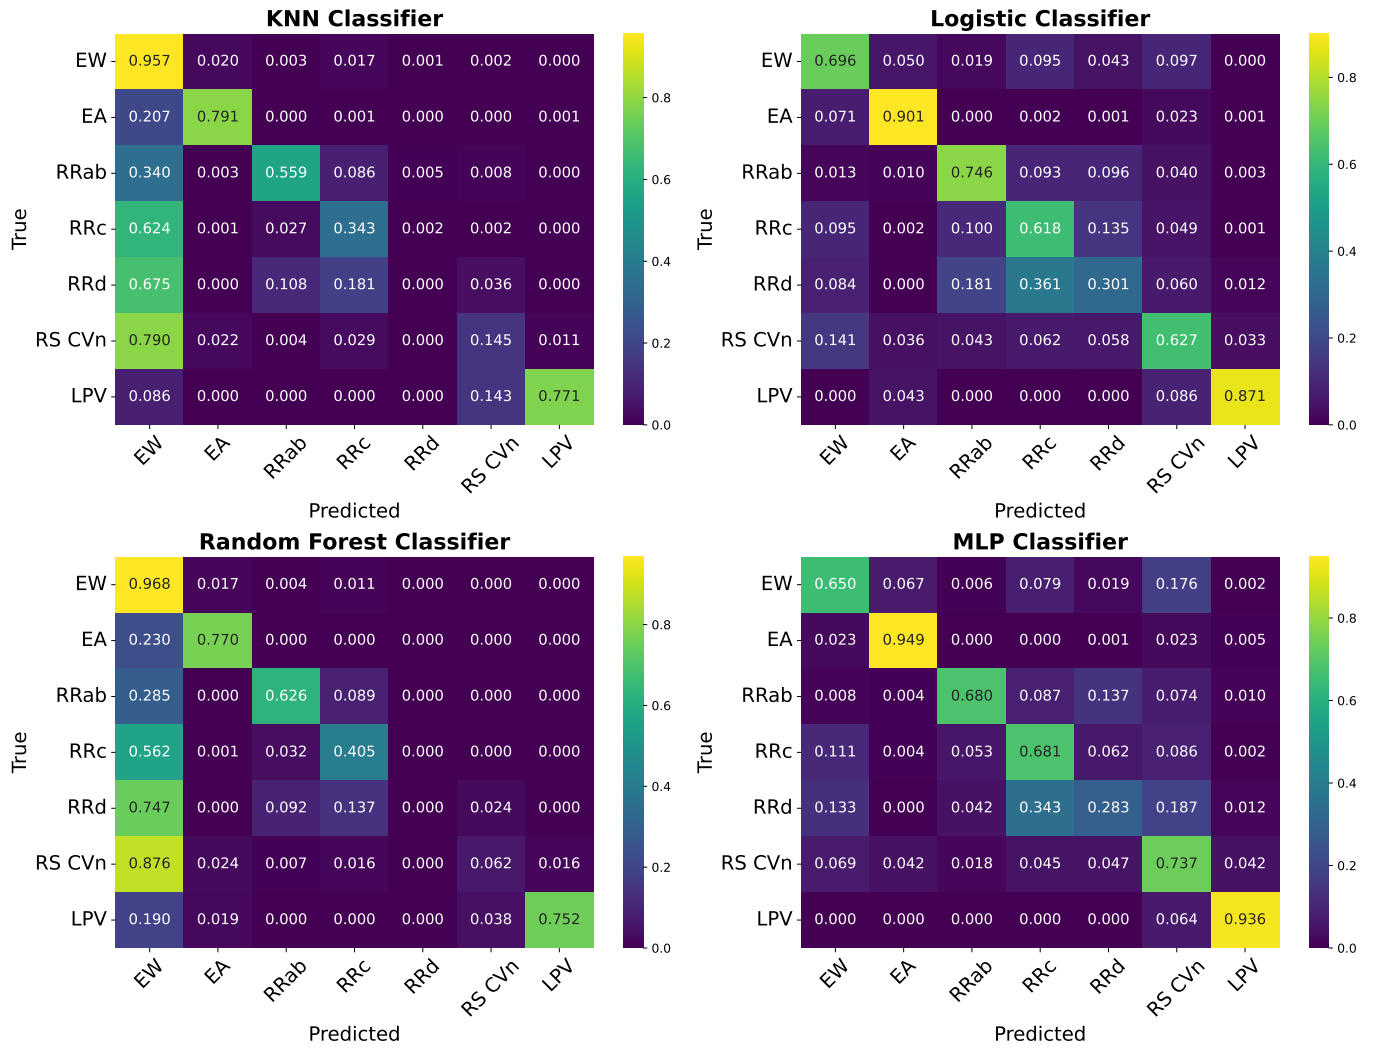 KNN Classifier
EW 0.957 0.020 0.003 0.017 0.001 0.002 0.000
EA 0.207 0.791 0.000 0.001 0.000 0.000 0.001
RRab 0.340 0.003 0.559 0.086 0.005 0.008 0.000
RRc 0.624 0.001 0.027 0.343 0.002 0.002 0.000
RRd 0.675 0.000 0.108 0.181 0.000 0.036 0.000
RS CVn 0.790 0.022 0.004 0.029 0.000 0.145 0.011
LPV 0.086 0.000 0.000 0.000 0.000 0.143 0.771
EW EA RRab RRc RRd RS CVn LPV
Predicted
True
0.8
0.6
0.4
0.2
0.0
Logistic Classifier
EW 0.696 0.050 0.019 0.095 0.043 0.097 0.000
EA 0.071 0.901 0.000 0.002 0.001 0.023 0.001
RRab 0.013 0.010 0.746 0.093 0.096 0.040 0.003
RRc 0.095 0.002 0.100 0.618 0.135 0.049 0.001
RRd 0.084 0.000 0.181 0.361 0.301 0.060 0.012
RS CVn 0.141 0.036 0.043 0.062 0.058 0.627 0.033
LPV 0.000 0.043 0.000 0.000 0.000 0.086 0.871
EW EA RRab RRc RRd RS CVn LPV
Predicted
True
0.8
0.6
0.4
0.2
0.0
Random Forest Classifier
EW 0.968 0.017 0.004 0.011 0.000 0.000 0.000
EA 0.230 0.770 0.000 0.000 0.000 0.000 0.000
RRab 0.285 0.000 0.626 0.089 0.000 0.000 0.000
RRc 0.562 0.001 0.032 0.405 0.000 0.000 0.000
RRd 0.747 0.000 0.092 0.137 0.000 0.024 0.000
RS CVn 0.876 0.024 0.007 0.016 0.000 0.062 0.016
LPV 0.190 0.019 0.000 0.000 0.000 0.038 0.752
EW EA RRab RRc RRd RS CVn LPV
Predicted
True
0.8
0.6
0.4
0.2
0.0
MLP Classifier
EW 0.650 0.067 0.006 0.079 0.019 0.176 0.002
EA 0.023 0.949 0.000 0.000 0.001 0.023 0.005
RRab 0.008 0.004 0.680 0.087 0.137 0.074 0.010
RRc 0.111 0.004 0.053 0.681 0.062 0.086 0.002
RRd 0.133 0.000 0.042 0.343 0.283 0.187 0.012
RS CVn 0.069 0.042 0.018 0.045 0.047 0.737 0.042
LPV 0.000 0.000 0.000 0.000 0.000 0.064 0.936
EW EA RRab RRc RRd RS CVn LPV
Predicted
True
0.8
0.6
0.4
0.2
0.0